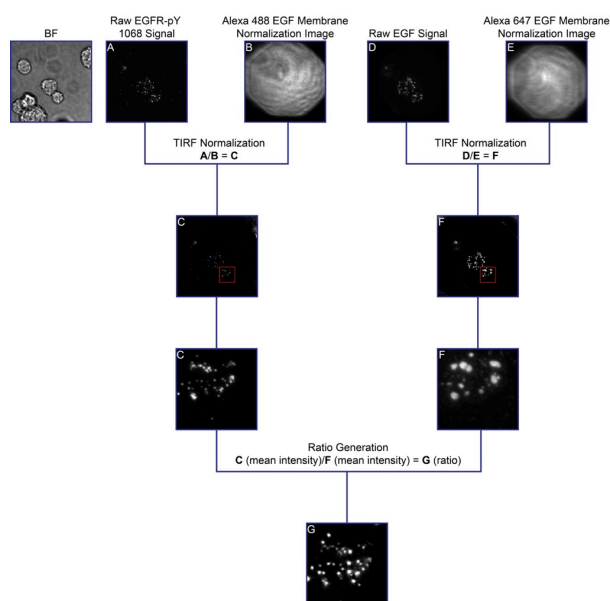 BF
Raw EGFR-pY
1068 Signal
Alexa 488 EGF Membrane
Normalization Image
Raw EGF Signal
Alexa 647 EGF Membrane
Normalization Image
A
B
D
E
TIRF Normalization
A/B = C
TIRF Normalization
D/E = F
C
F
C
F
Ratio Generation
C (mean intensity)/F (mean intensity) = G (ratio)
G